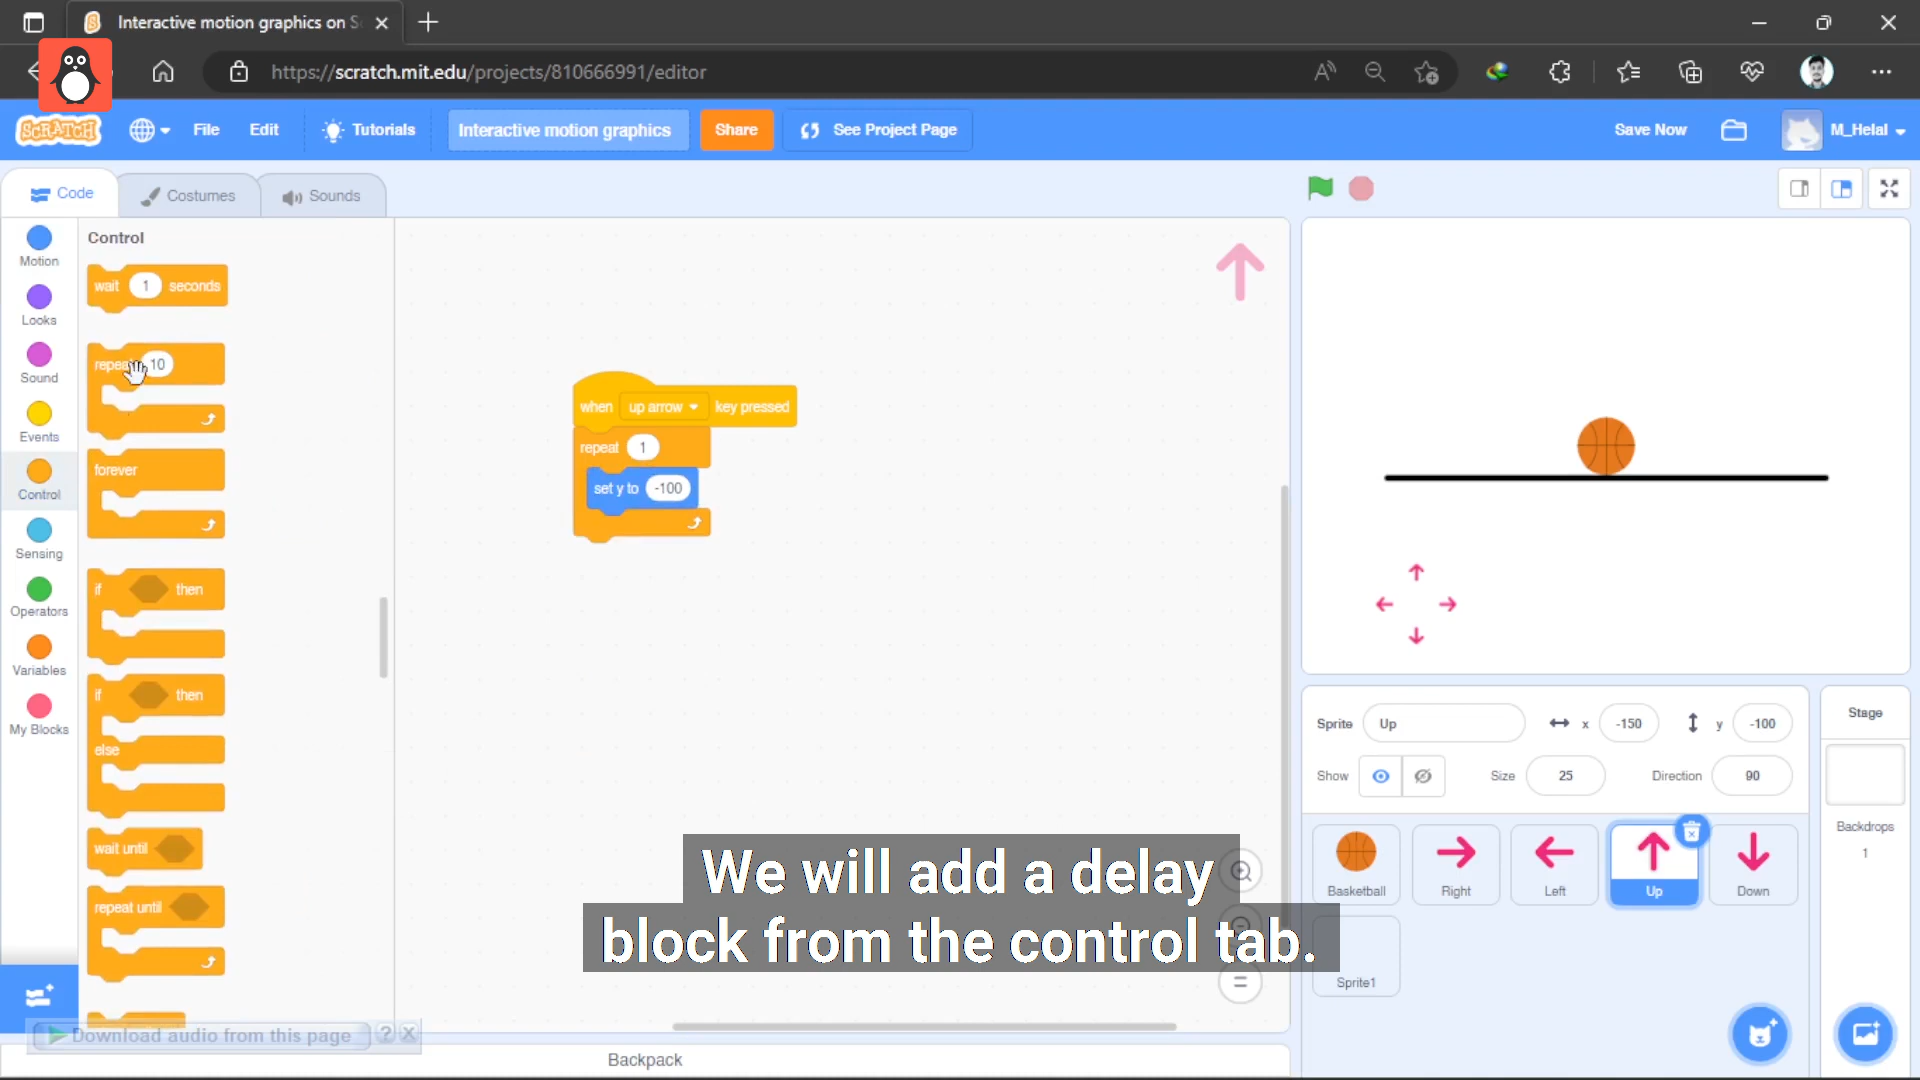 Interactive motion graphics on S
https://scratch.mit.edu/projects/810666991/editor
SCRATCH
File
Edit
Tutorials
Interactive motion graphics
Share
See Project Page
Save Now
M_Helal
Code
Costumes
Sounds
Motion
Looks
Sound
Events
Control
Sensing
Operators
Variables
My Blocks
Control
wait 1 seconds
repeat 10
forever
if then
if then
else
wait until
repeat until
when up arrow key pressed
repeat 1
set y to -100
Sprite Up x -150 y -100
Show Size 25 Direction 90
Basketball
Right
Left
Up
Down
Sprite1
Stage
Backdrops
1
We will add a delay
block from the control tab.
Download audio from this page ? X
Backpack